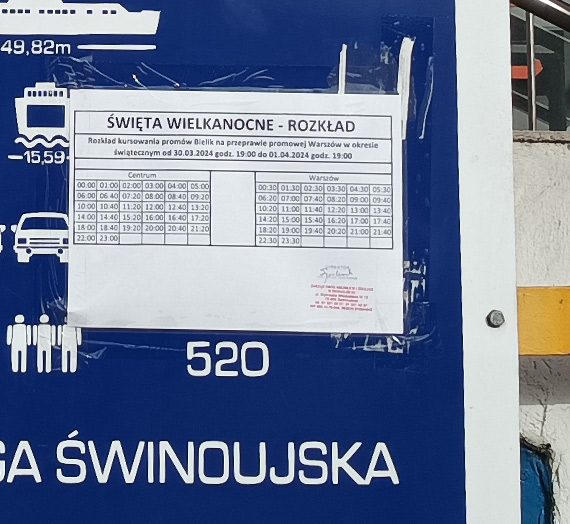 49,82m
15,59
ŚWIĘTA WIELKANOCNE - ROZKŁAD
Rozkład kursowania promów Bielik na przeprawie promowej Warszów w okresie
świątecznym od 30.03.2024 godz. 19:00 do 01.04.2024 godz. 19:00
Centrum
00:00 01:00 02:00 03:00 04:00 05:00
06:00 06:40 07:20 08:00 08:40 09:20
10:00 10:40 11:20 12:00 12:40 13:20
14:00 14:40 15:20 16:00 16:40 17:20
18:00 18:40 19:20 20:00 20:40 21:20
22:00 23:00
Warszów
00:30 01:30 02:30 03:30 04:30 05:30
06:20 07:00 07:40 08:20 09:00 09:40
10:20 11:00 11:40 12:20 13:00 13:40
14:20 15:00 15:40 16:20 17:00 17:40
18:20 19:00 19:40 20:20 21:00 21:40
22:30 23:30
520
GA ŚWINOUJSKA